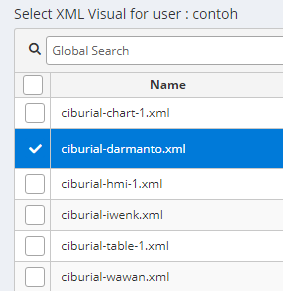 Select XML Visual for user : contoh
Global Search
Name
ciburial-chart-1.xml
ciburial-darmanto.xml
ciburial-hmi-1.xml
ciburial-iwenk.xml
ciburial-table-1.xml
ciburial-wawan.xml